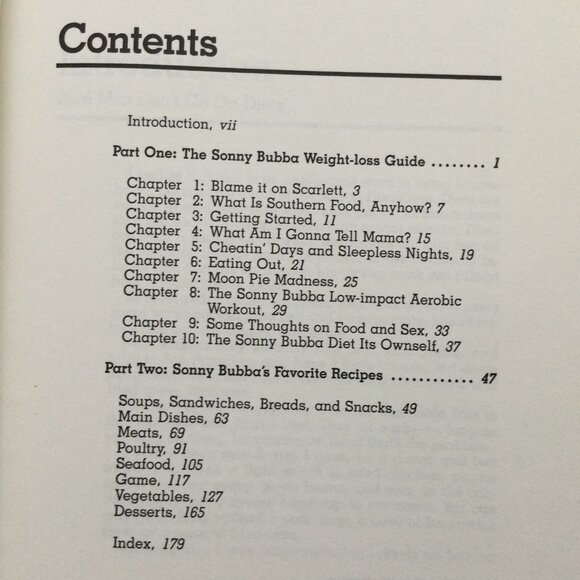 Contents
Introduction, vii
Part One: The Sonny Bubba Weight-loss Guide ........ 1
Chapter 1: Blame it on Scarlett, 3
Chapter 2: What Is Southern Food, Anyhow? 7
Chapter 3: Getting Started, 11
Chapter 4: What Am I Gonna Tell Mama? 15
Chapter 5: Cheatin' Days and Sleepless Nights, 19
Chapter 6: Eating Out, 21
Chapter 7: Moon Pie Madness, 25
Chapter 8: The Sonny Bubba Low-impact Aerobic
Workout, 29
Chapter 9: Some Thoughts on Food and Sex, 33
Chapter 10: The Sonny Bubba Diet Its Ownself, 37
Part Two: Sonny Bubba's Favorite Recipes ............ 47
Soups, Sandwiches, Breads, and Snacks, 49
Main Dishes, 63
Meats, 69
Poultry, 91
Seafood, 105
Game, 117
Vegetables, 127
Desserts, 165
Index, 179